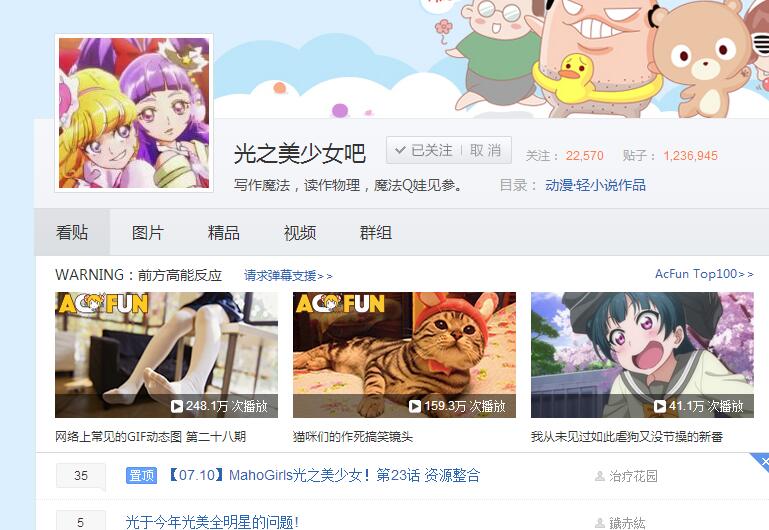 光之美少女吧
已关注 | 取消
关注： 22,570 贴子： 1,236,945
写作魔法，读作物理，魔法Q娃见参。
目录： 动漫·轻小说作品
看贴 图片 精品 视频 群组
WARNING：前方高能反应 请求弹幕支援>>
AcFun Top100>>
ACFUN
ACFUN
248.1万 次播放
159.3万 次播放
41.1万 次播放
网络上常见的GIF动态图 第二十八期
猫咪们的作死搞笑镜头
我从未见过如此虐狗又没节操的新番
35 置顶 【07.10】MahoGirls光之美少女！第23话 资源整合 治疗花园
5 光于今年光美全明星的问题！